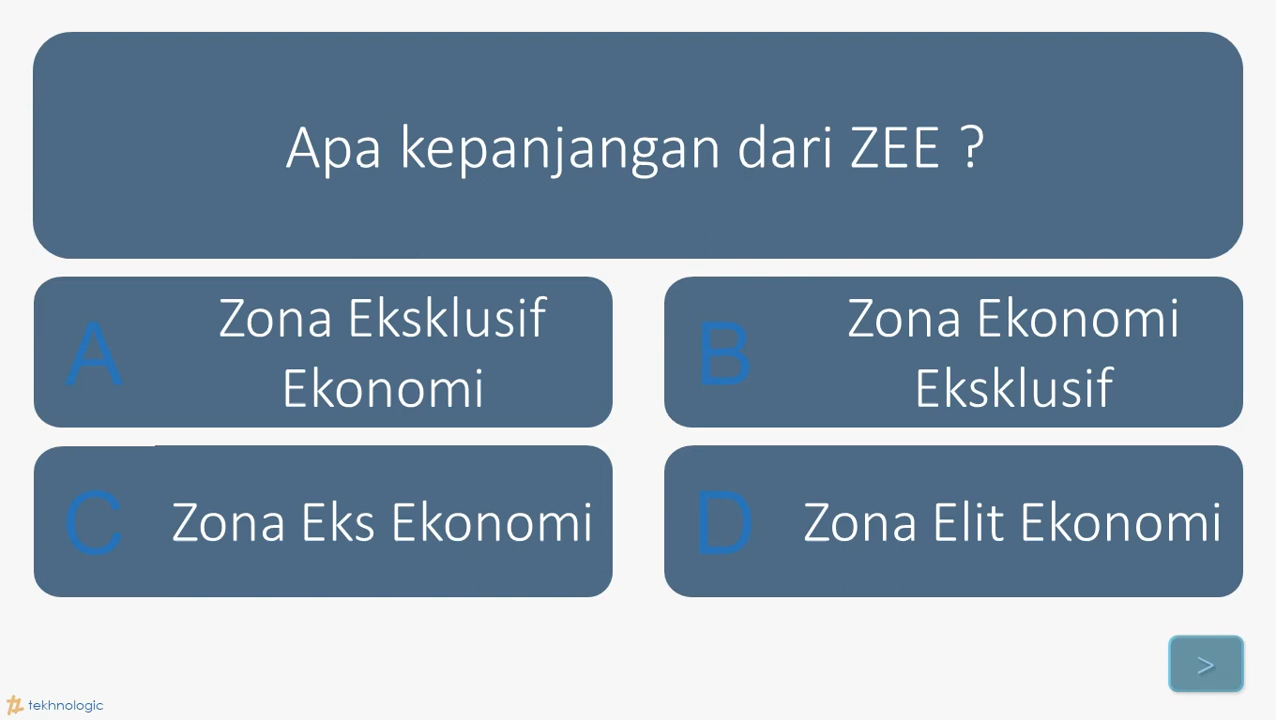 Apa kepanjangan dari ZEE ?
A
Zona Eksklusif
Ekonomi
B
Zona Ekonomi
Eksklusif
C
Zona Eks Ekonomi
D
Zona Elit Ekonomi
>
tekhnologic